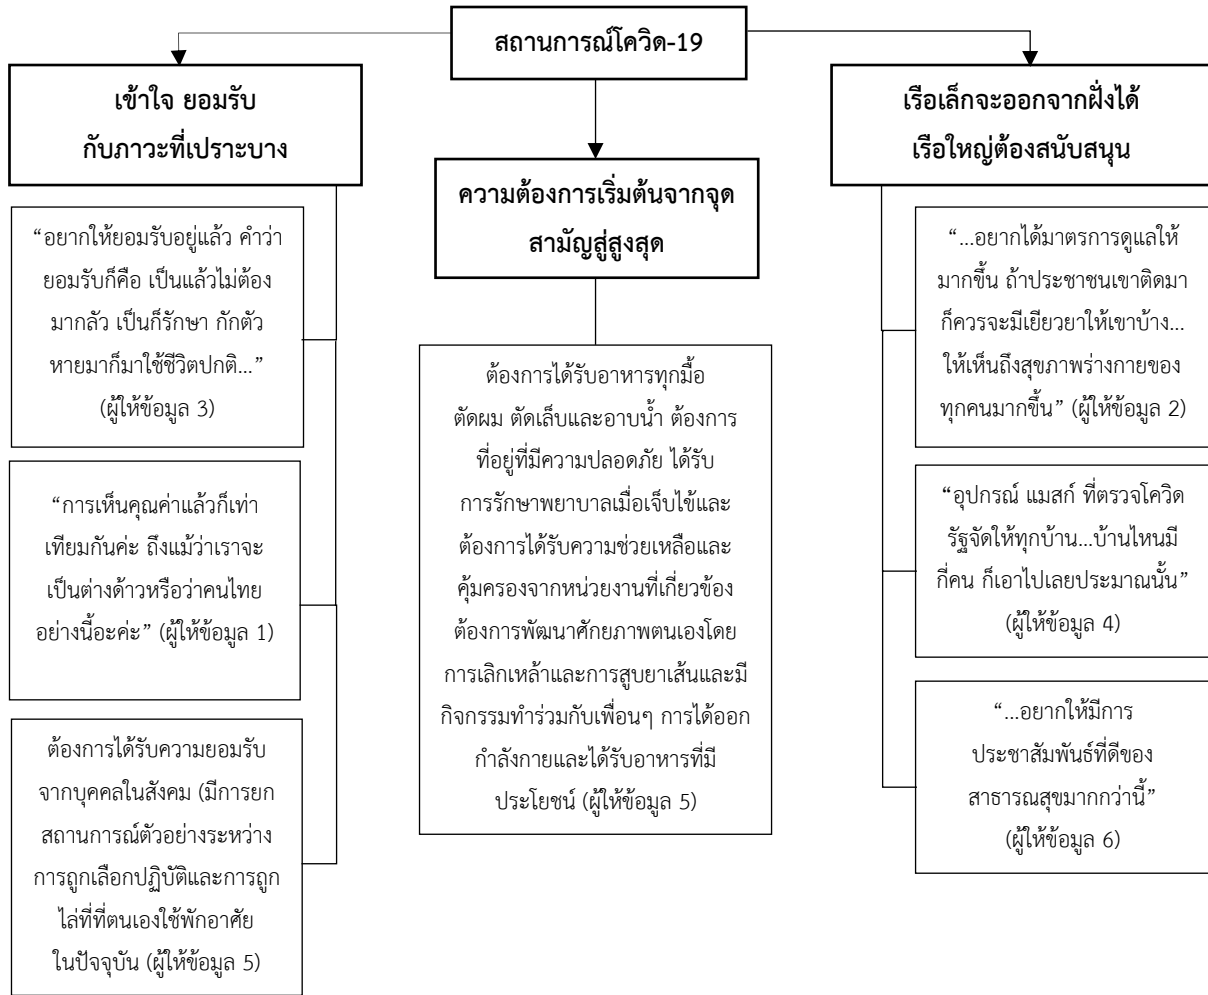 สถานการณ์โควิด-19
เข้าใจ ยอมรับ
กับภาวะที่เปราะบาง
“อยากให้ยอมรับอยู่แล้ว คำว่า
ยอมรับก็คือ เป็นแล้วไม่ต้อง
มากลัว เป็นก็รักษา กักตัว
หายมาก็มาใช้ชีวิตปกติ...”
(ผู้ให้ข้อมูล 3)
“การเห็นคุณค่าแล้วก็เท่า
เทียมกันค่ะ ถึงแม้ว่าเราจะ
เป็นต่างด้าวหรือว่าคนไทย
อย่างนี้อะค่ะ” (ผู้ให้ข้อมูล 1)
ต้องการได้รับความยอมรับ
จากบุคคลในสังคม (มีการยก
สถานการณ์ตัวอย่างระหว่าง
การถูกเลือกปฏิบัติและการถูก
ไล่ที่ที่ตนเองใช้พักอาศัย
ในปัจจุบัน (ผู้ให้ข้อมูล 5)
ความต้องการเริ่มต้นจากจุด
สามัญสู่สูงสุด
ต้องการได้รับอาหารทุกมื้อ
ตัดผม ตัดเล็บและอาบน้ำ ต้องการ
ที่อยู่ที่มีความปลอดภัย ได้รับ
การรักษาพยาบาลเมื่อเจ็บไข้และ
ต้องการได้รับความช่วยเหลือและ
คุ้มครองจากหน่วยงานที่เกี่ยวข้อง
ต้องการพัฒนาศักยภาพตนเองโดย
การเลิกเหล้าและการสูบยาเส้นและมี
กิจกรรมทำร่วมกับเพื่อนๆ การได้ออก
กำลังกายและได้รับอาหารที่มี
ประโยชน์ (ผู้ให้ข้อมูล 5)
เรือเล็กจะออกจากฝั่งได้
เรือใหญ่ต้องสนับสนุน
“...อยากได้มาตรการดูแลให้
มากขึ้น ถ้าประชาชนเขาติดมา
ก็ควรจะมีเยียวยาให้เขาบ้าง...
ให้เห็นถึงสุขภาพร่างกายของ
ทุกคนมากขึ้น” (ผู้ให้ข้อมูล 2)
“อุปกรณ์ แมสก์ ที่ตรวจโควิด
รัฐจัดให้ทุกบ้าน...บ้านไหนมี
กี่คน ก็เอาไปเลยประมาณนั้น”
(ผู้ให้ข้อมูล 4)
“...อยากให้มีการ
ประชาสัมพันธ์ที่ดีของ
สาธารณสุขมากกว่านี้”
(ผู้ให้ข้อมูล 6)